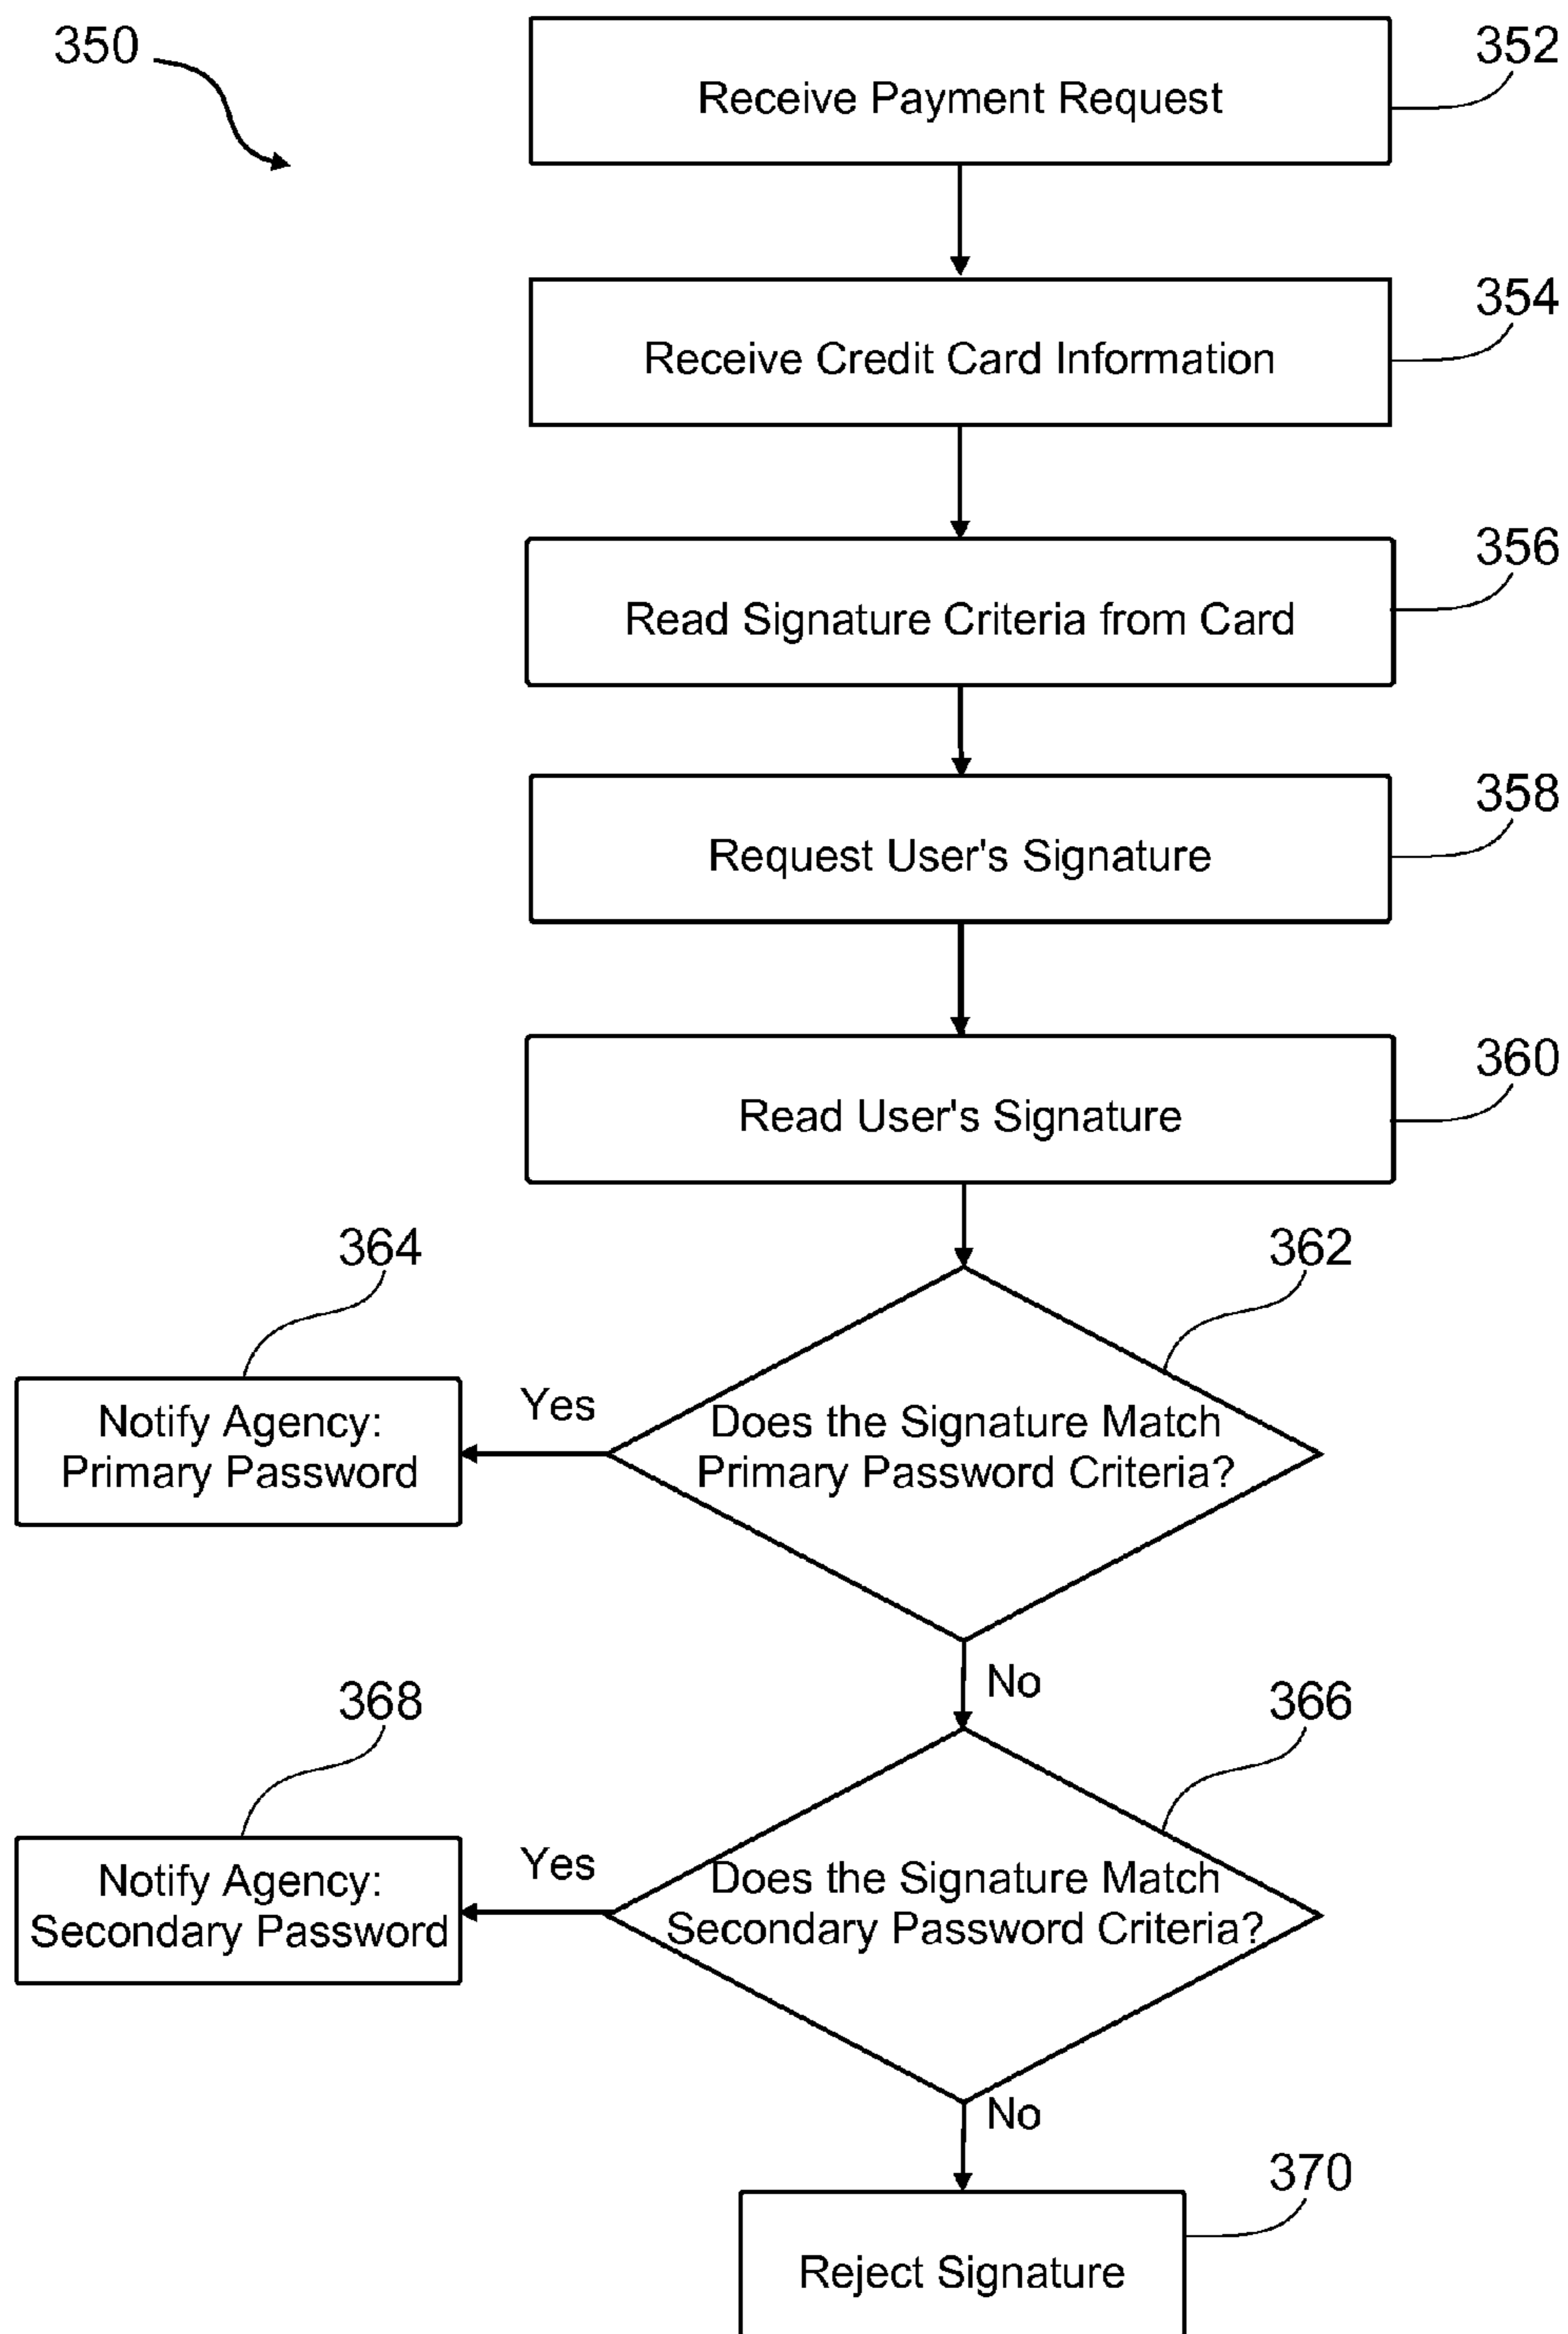 350
352
Receive Payment Request
354
Receive Credit Card Information
356
Read Signature Criteria from Card
358
Request User's Signature
360
Read User's Signature
364
362
Notify Agency:
Primary Password
Yes
Does the Signature Match
Primary Password Criteria?
No
368
366
Notify Agency:
Secondary Password
Yes
Does the Signature Match
Secondary Password Criteria?
No
370
Reject Signature